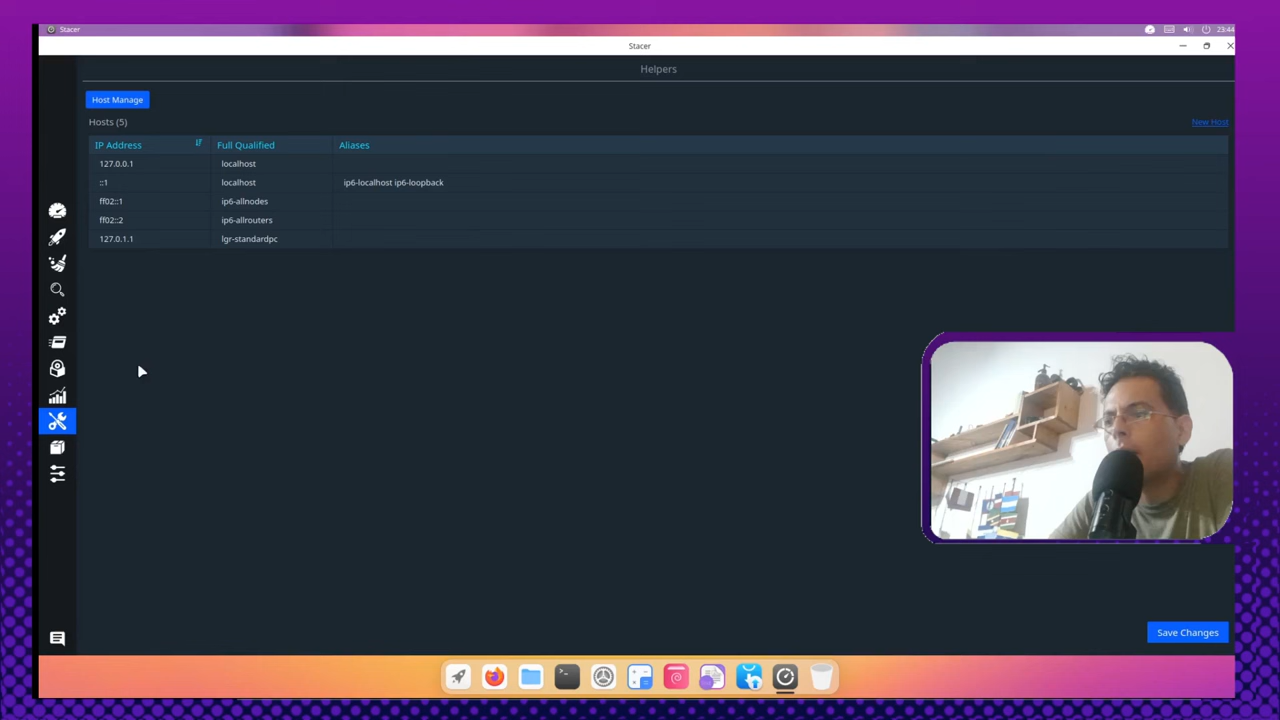 Stacer
23:44
Stacer
Helpers
Host Manage
Hosts (5)
New Host
IP Address Full Qualified Aliases
127.0.0.1 localhost
::1 localhost ip6-localhost ip6-loopback
ff02::1 ip6-allnodes
ff02::2 ip6-allrouters
127.0.1.1 lgr-standardpc
Save Changes